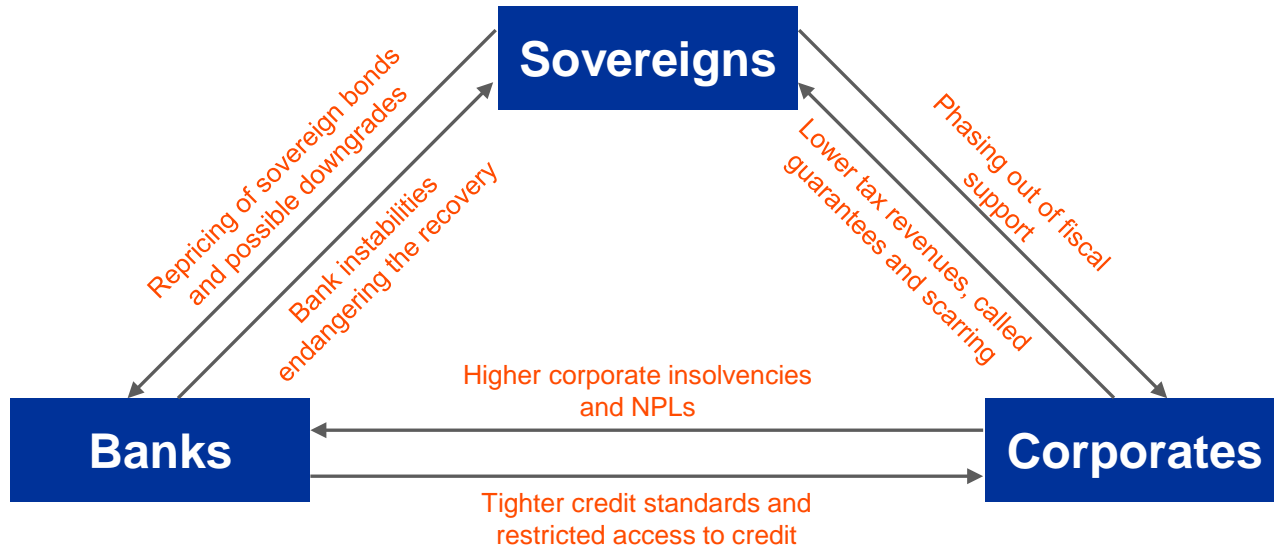 Sovereigns
Repricing of sovereign bonds
and possible downgrades
Bank instabilities
endangering the recovery
Phasing out of fiscal
support
Lower tax revenues, called
guarantees and scarring
Higher corporate insolvencies
and NPLs
Banks
Corporates
Tighter credit standards and
restricted access to credit